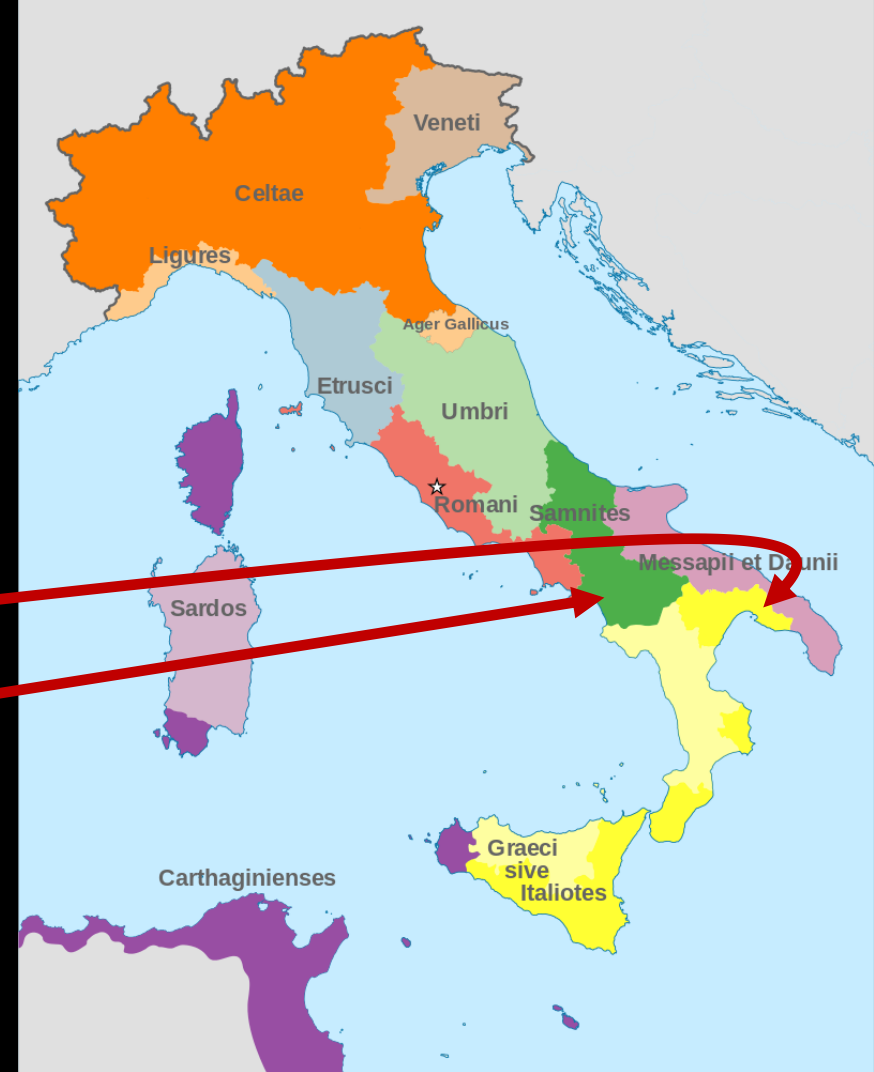 Veneti
Celtae
Ligures
Ager Gallicus
Etrusci
Umbri
Romani
Samnites
Messapii et Daunii
Sardos
Graeci
sive
Italiotes
Carthaginienses